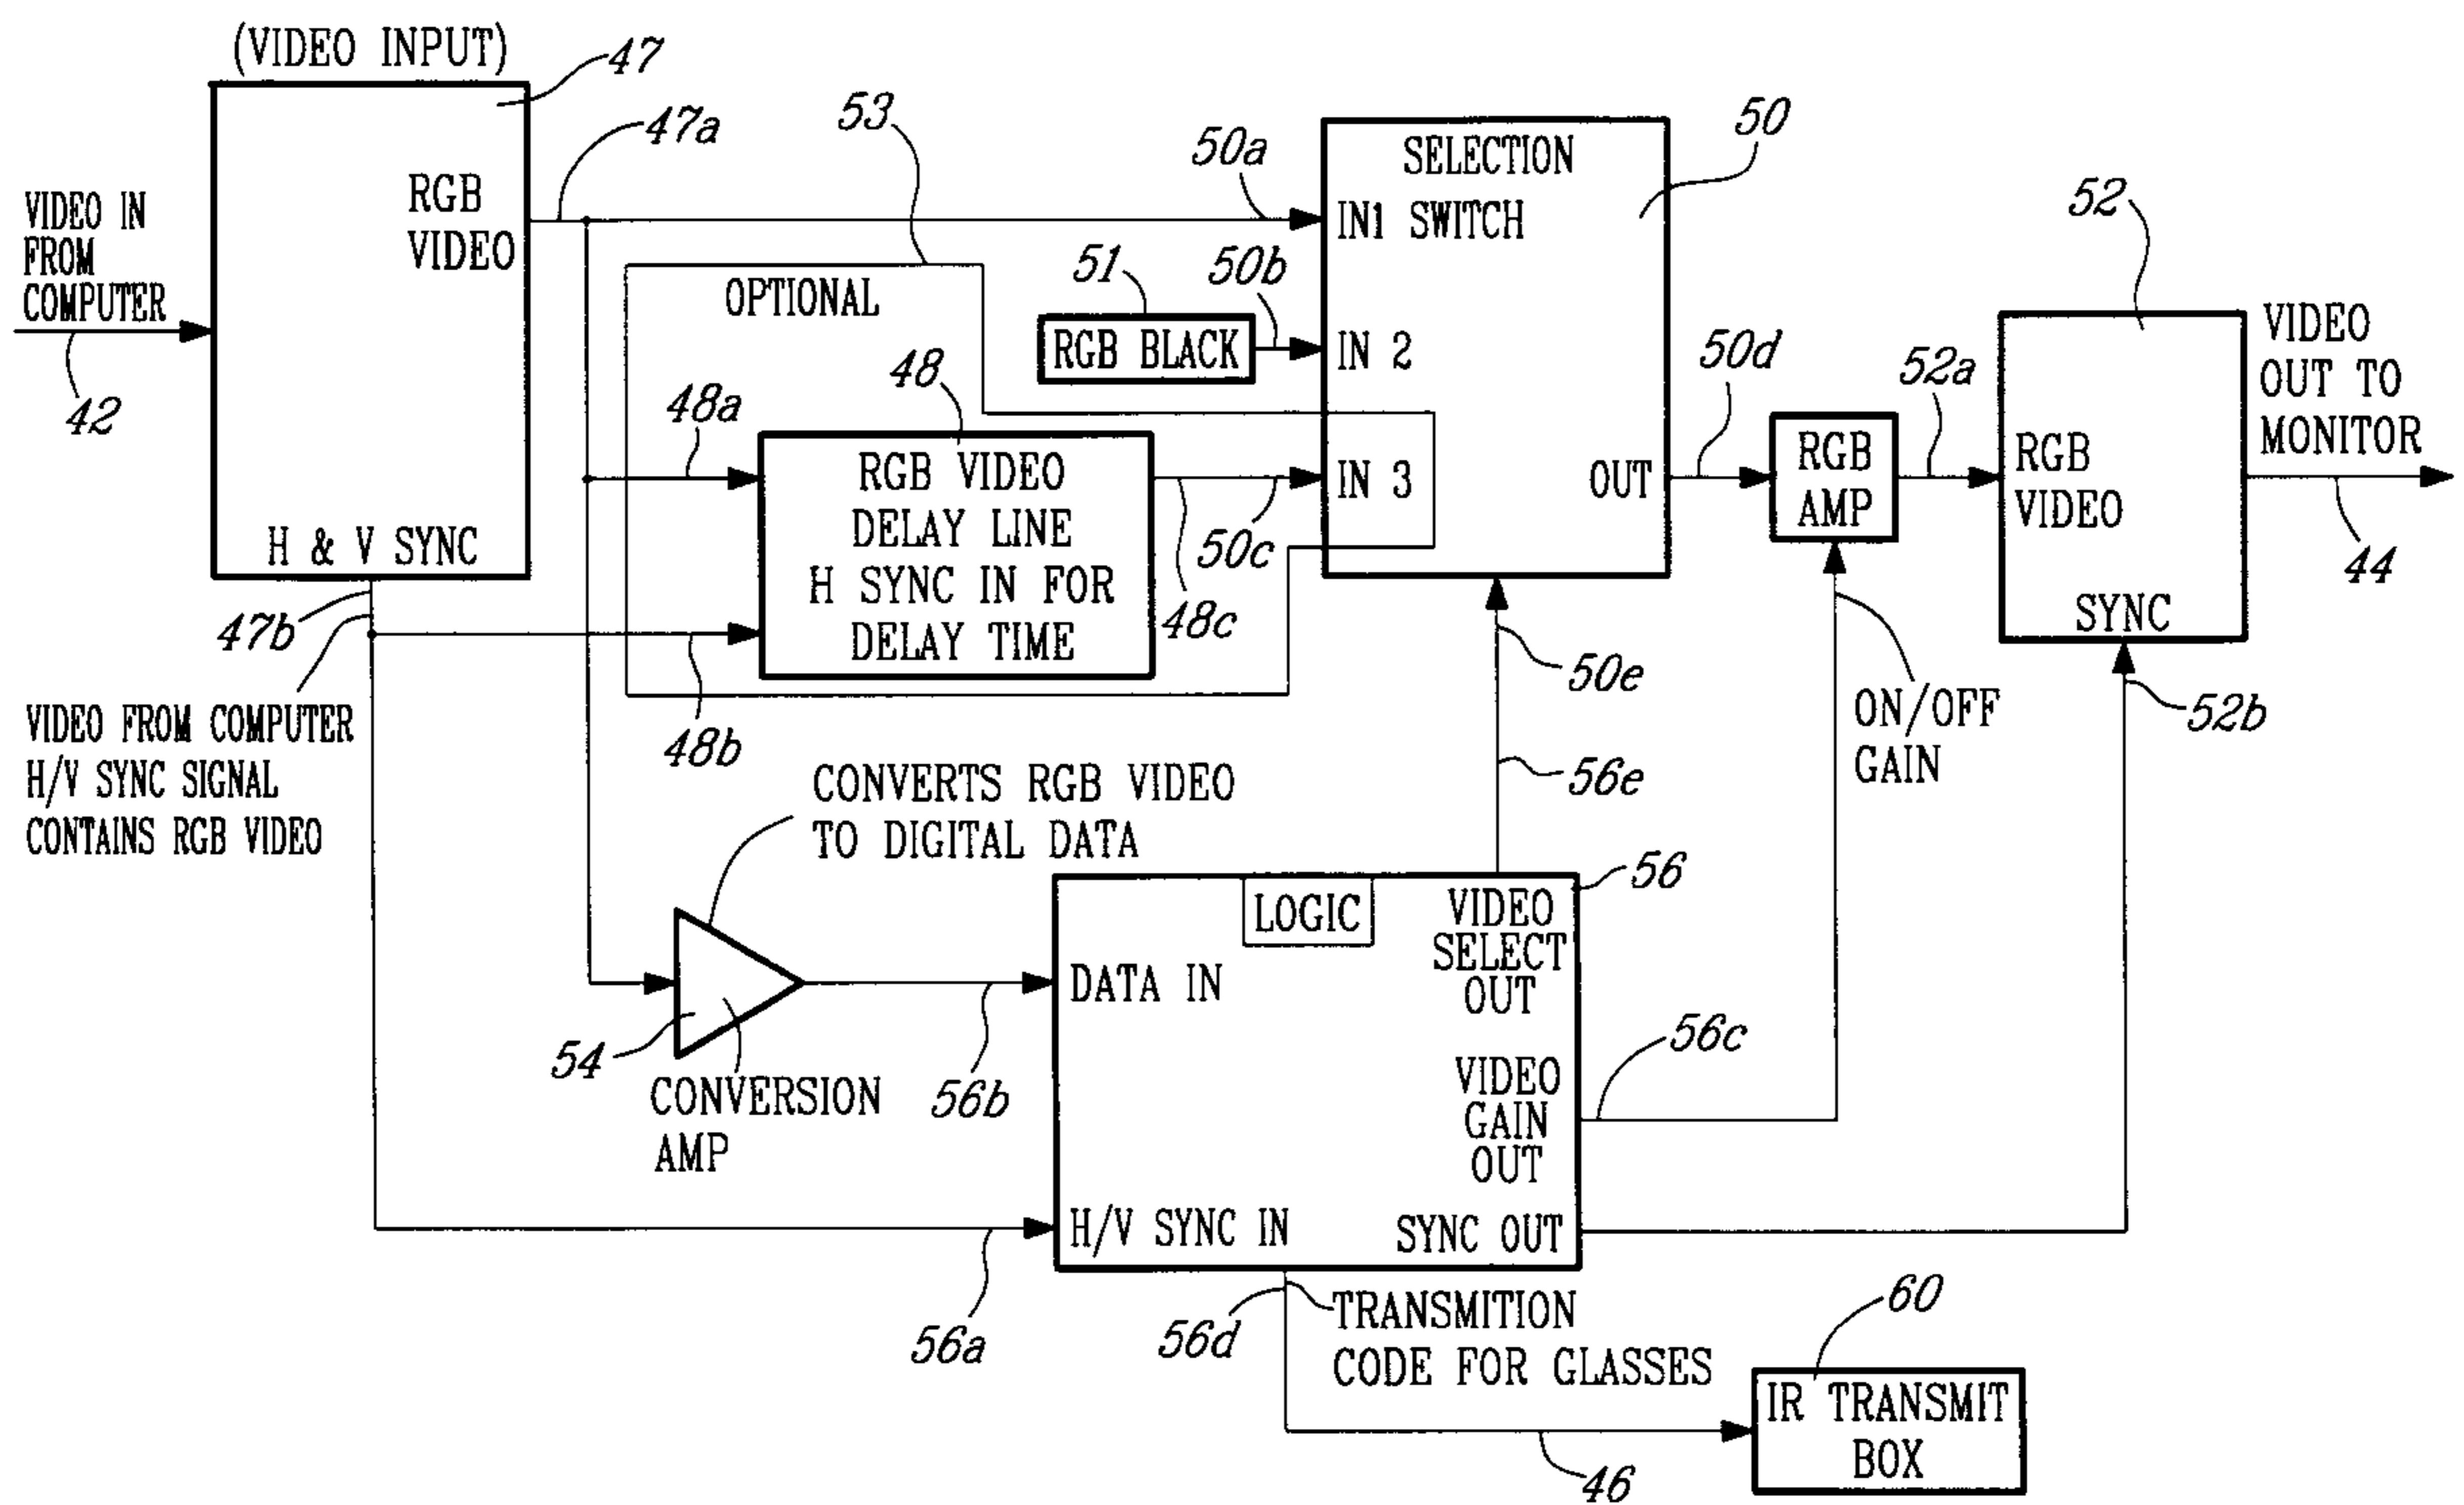 (VIDEO INPUT)
47
47a
53
50a
50
SELECTION
IN1 SWITCH
52
VIDEO IN
FROM
COMPUTER
42
RGB
VIDEO
OPTIONAL
51
50b
RGB BLACK
IN 2
50d
52a
VIDEO
OUT TO
MONITOR
48a
48
RGB VIDEO
DELAY LINE
H SYNC IN FOR
DELAY TIME
IN 3
OUT
RGB
AMP
RGB
VIDEO
SYNC
44
H & V SYNC
47b
50c
48c
48b
50e
52b
ON/OFF
GAIN
VIDEO FROM COMPUTER
H/V SYNC SIGNAL
CONTAINS RGB VIDEO
CONVERTS RGB VIDEO
TO DIGITAL DATA
56e
56
LOGIC
VIDEO
SELECT
OUT
DATA IN
54
CONVERSION
AMP
56b
56c
VIDEO
GAIN
OUT
H/V SYNC IN
SYNC OUT
56a
56d
TRANSMITION
CODE FOR GLASSES
60
IR TRANSMIT
BOX
46